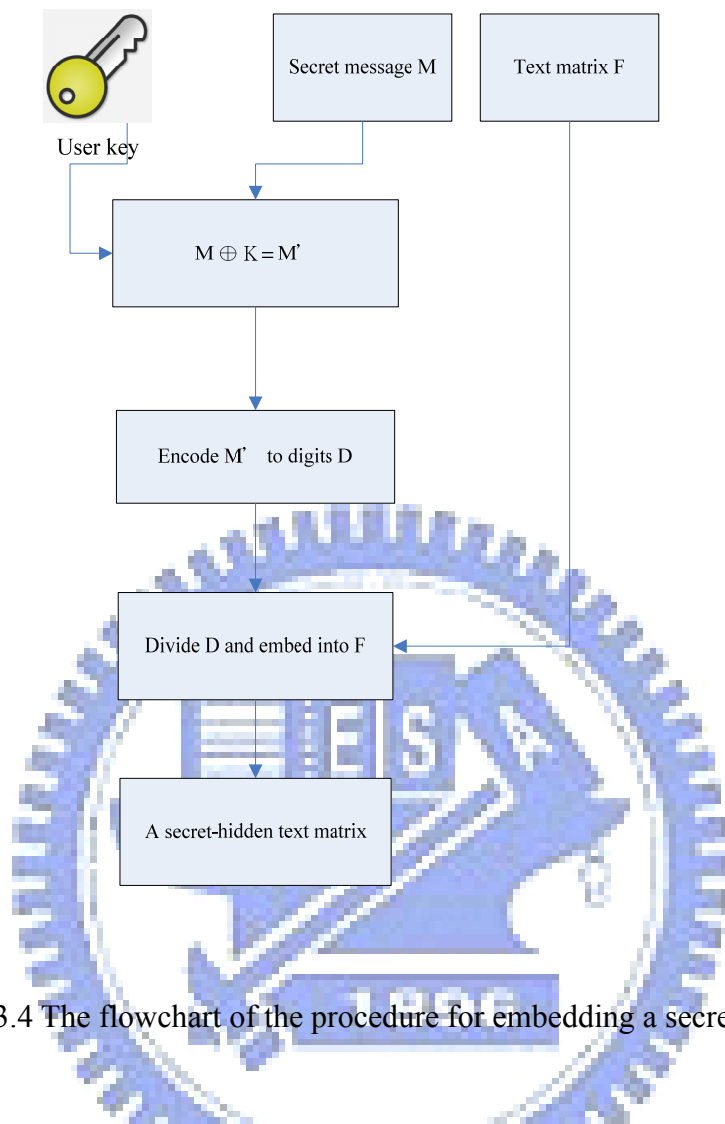 Secret message M
Text matrix F
User key
M ⊕ K = M’
Encode M’ to digits D
Divide D and embed into F
E S A
A secret-hidden text matrix
1896
3.4 The flowchart of the procedure for embedding a secre